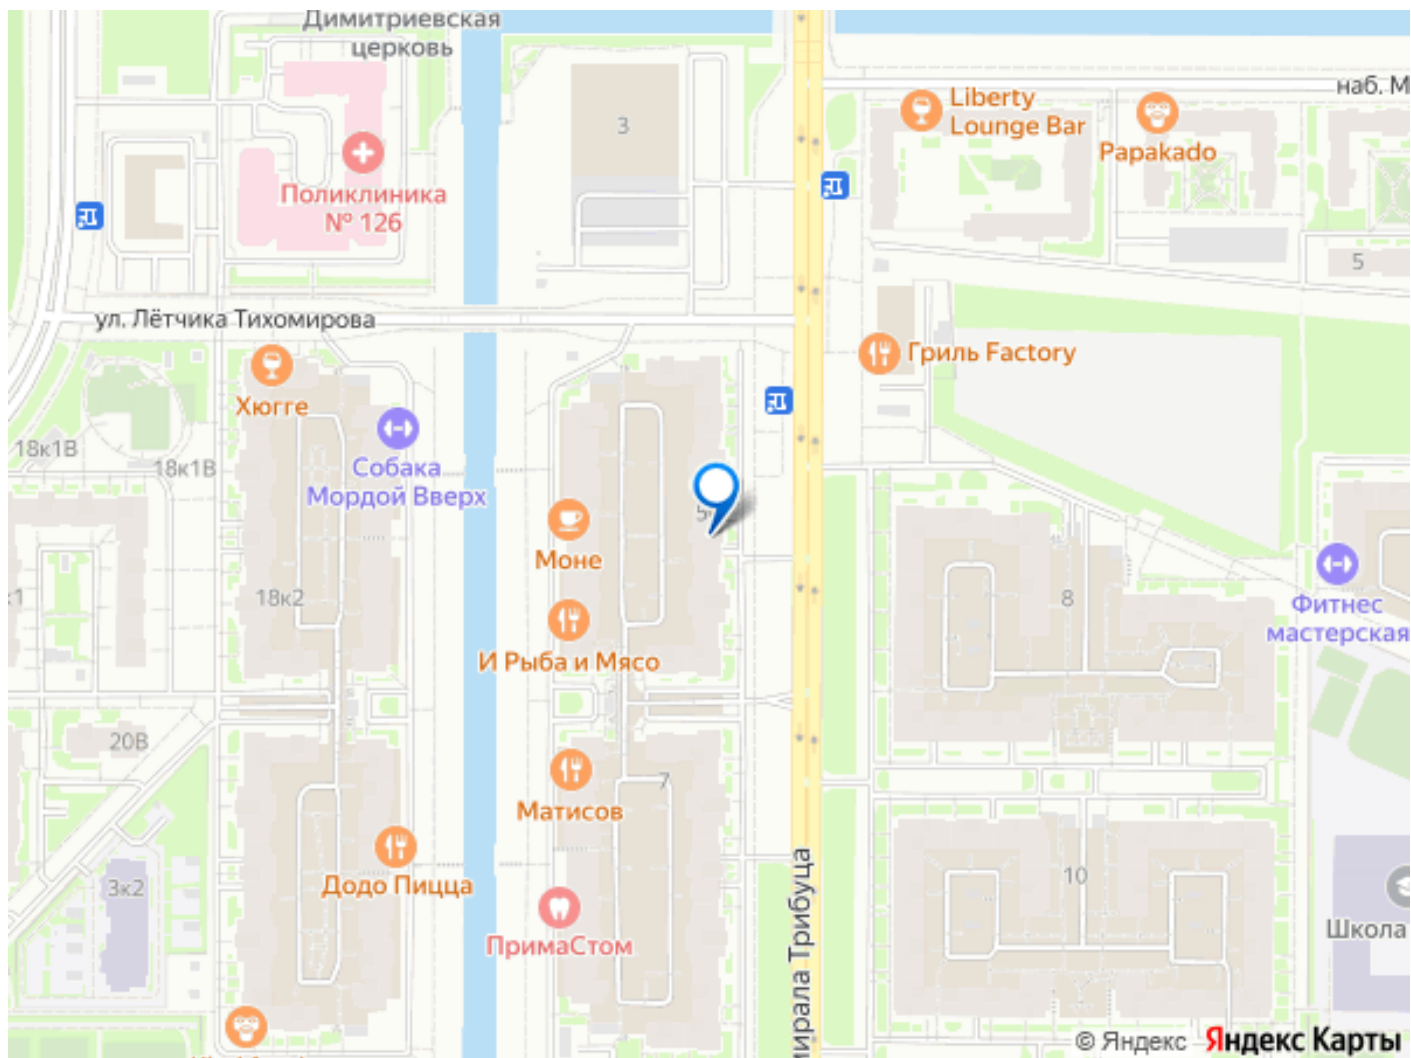 Димитриевская
церковь
наб. М
Liberty
Lounge Bar
Papakado
3
Поликлиника
№ 126
5
ул. Лётчика Тихомирова
Гриль Factory
Хюгге
18к1В
18к1В
Собака
Мордой Вверх
5
Моне
18к2
8
Фитнес
мастерская
И Рыба и Мясо
20В
7
Матисов
мирала Трибуца
3к2
Додо Пицца
10
ПримаСтом
Школа
© Яндекс Яндекс Карты